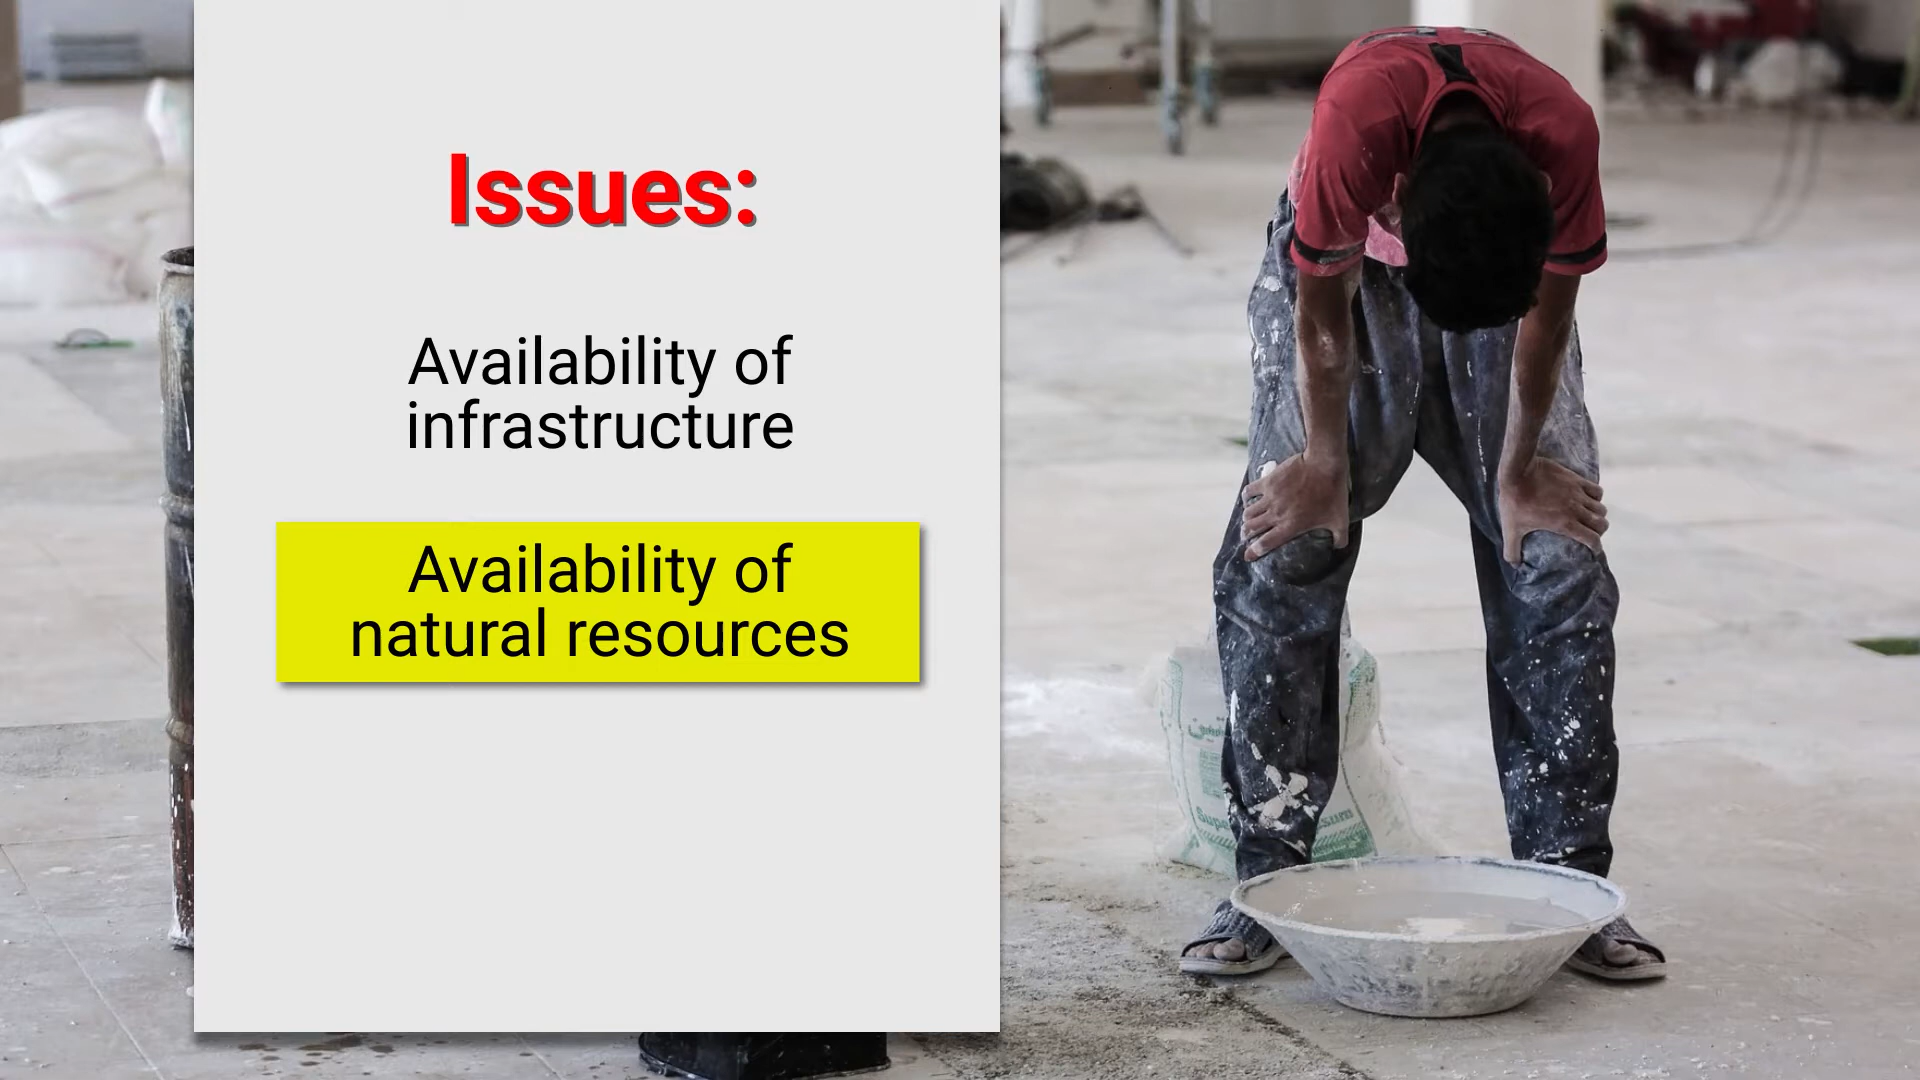 Issues:
Availability of
infrastructure
Availability of
natural resources